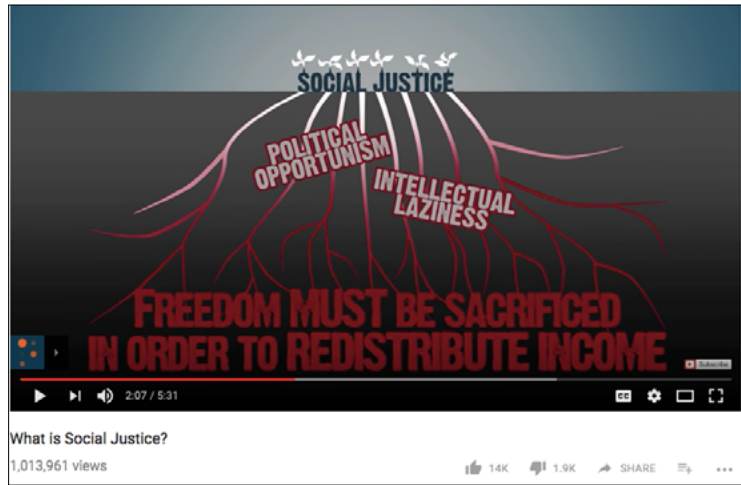 SOCIAL JUSTICE
POLITICAL
OPPORTUNISM
INTELLECTUAL
LAZINESS
FREEDOM MUST BE SACRIFICED
IN ORDER TO REDISTRIBUTE INCOME
Subscribe
2:07 / 5:31
CC
What is Social Justice?
1,013,961 views
14K
1.9K
SHARE